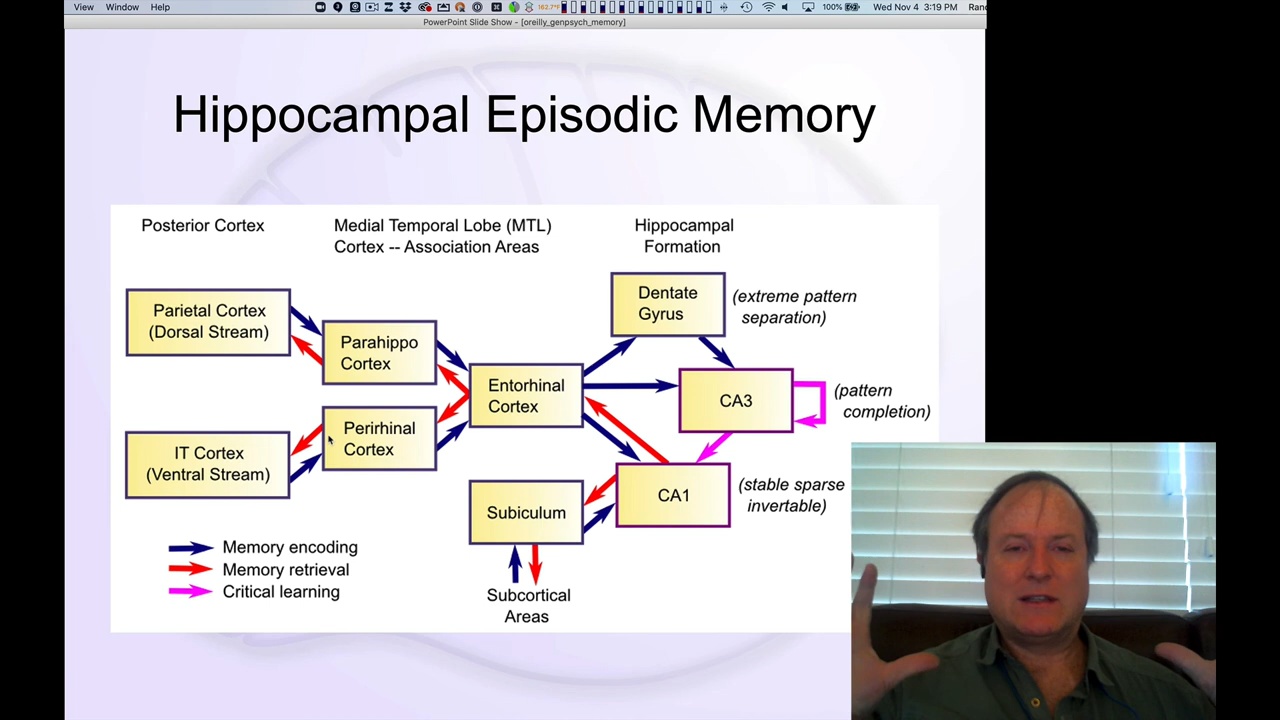 View Window Help
162.7°F
100%
Wed Nov 4 3:19 PM
PowerPoint Slide Show - [oreilly_genpsych_memory]
Hippocampal Episodic Memory
Posterior Cortex
Medial Temporal Lobe (MTL)
Cortex -- Association Areas
Hippocampal
Formation
Parietal Cortex
(Dorsal Stream)
Parahippo
Cortex
Entorhinal
Cortex
Dentate
Gyrus
(extreme pattern
separation)
CA3
(pattern
completion)
IT Cortex
(Ventral Stream)
Perirhinal
Cortex
Subiculum
CA1
(stable sparse
invertable)
Memory encoding
Memory retrieval
Critical learning
Subcortical
Areas